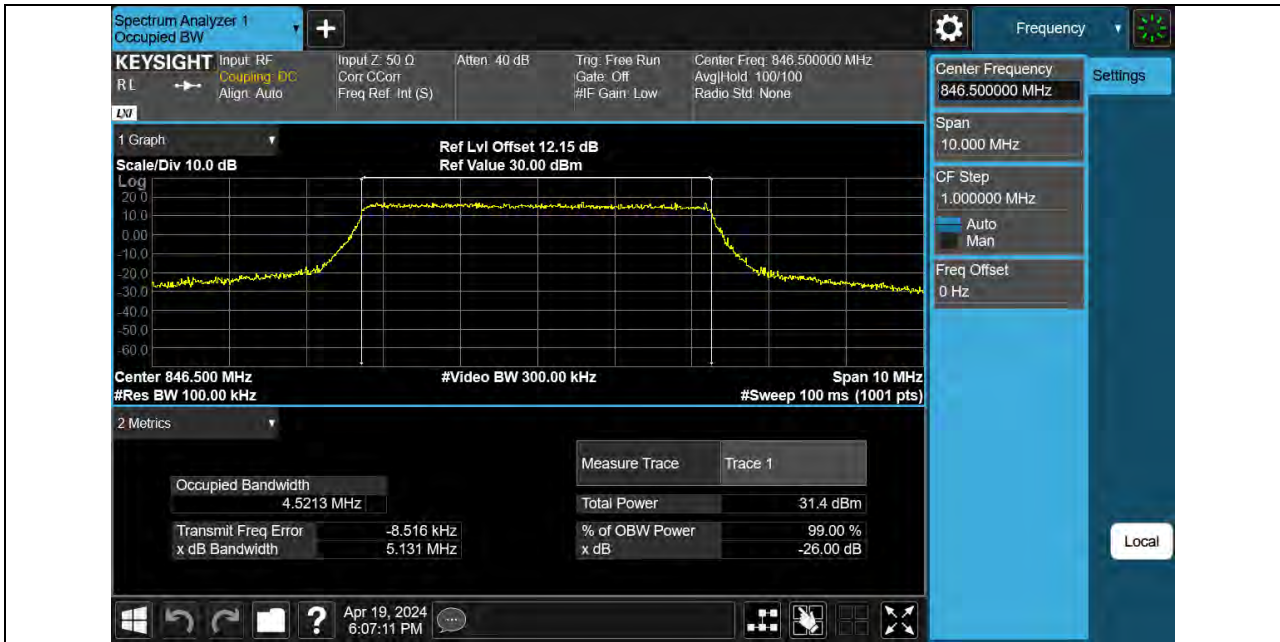 Spectrum Analyzer 1
Occupied BW
Frequency
KEYSIGHT
RL
LXI
Input: RF
Coupling: DC
Align: Auto
Input Z: 50 Ω
Corr CCorr
Freq Ref: Int (S)
Atten: 40 dB
Trig: Free Run
Gate: Off
#IF Gain: Low
Center Freq: 846.500000 MHz
Avg|Hold: 100/100
Radio Std: None
Center Frequency
846.500000 MHz
Settings
Span
10.000 MHz
CF Step
1.000000 MHz
Auto
Man
Freq Offset
0 Hz
1 Graph
Scale/Div 10.0 dB
Ref Lvl Offset 12.15 dB
Ref Value 30.00 dBm
Log
20.0
10.0
0.00
-10.0
-20.0
-30.0
-40.0
-50.0
-60.0
Center 846.500 MHz
#Video BW 300.00 kHz
Span 10 MHz
#Res BW 100.00 kHz
#Sweep 100 ms (1001 pts)
2 Metrics
Measure Trace Trace 1
Occupied Bandwidth
4.5213 MHz
Total Power 31.4 dBm
Transmit Freq Error -8.516 kHz
% of OBW Power 99.00 %
x dB Bandwidth 5.131 MHz
x dB -26.00 dB
Local
?
Apr 19, 2024
6:07:11 PM